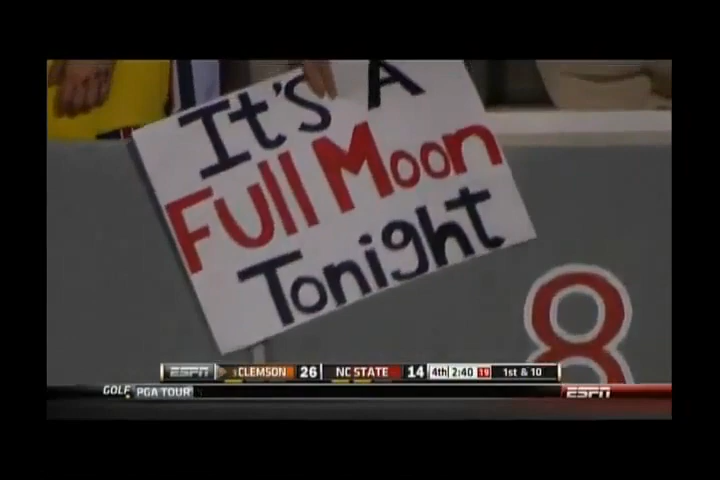 It's A
Full Moon
Tonight
8
ESPN 3 CLEMSON 26 NC STATE 14 4th 2:40 19 1st & 10
GOLF PGA TOUR ESPN